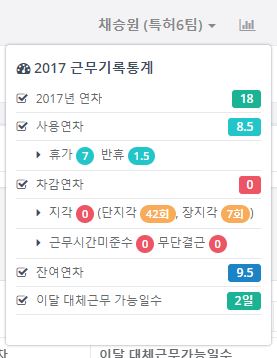 채승원 (특허6팀)
2017 근무기록통계
2017년 연차 18
사용연차 8.5
휴가 7 반휴 1.5
차감연차 0
지각 0 (단지각 42회, 장지각 7회)
근무시간미준수 0 무단결근 0
잔여연차 9.5
이달 대체근무 가능일수 2일
차 이달 대체근무 가능일수